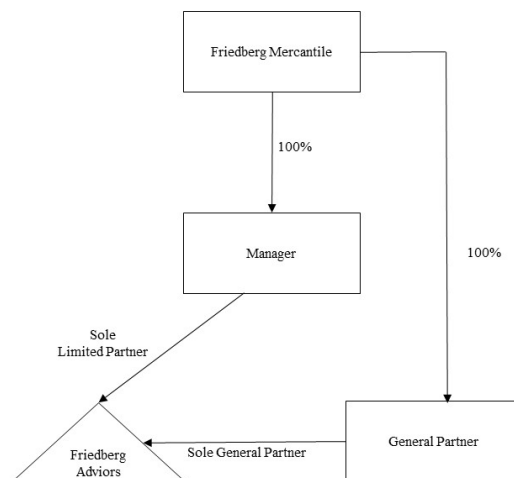 Friedberg Mercantile
100%
Manager
100%
Sole
Limited Partner
Friedberg
Adviors
Sole General Partner
General Partner